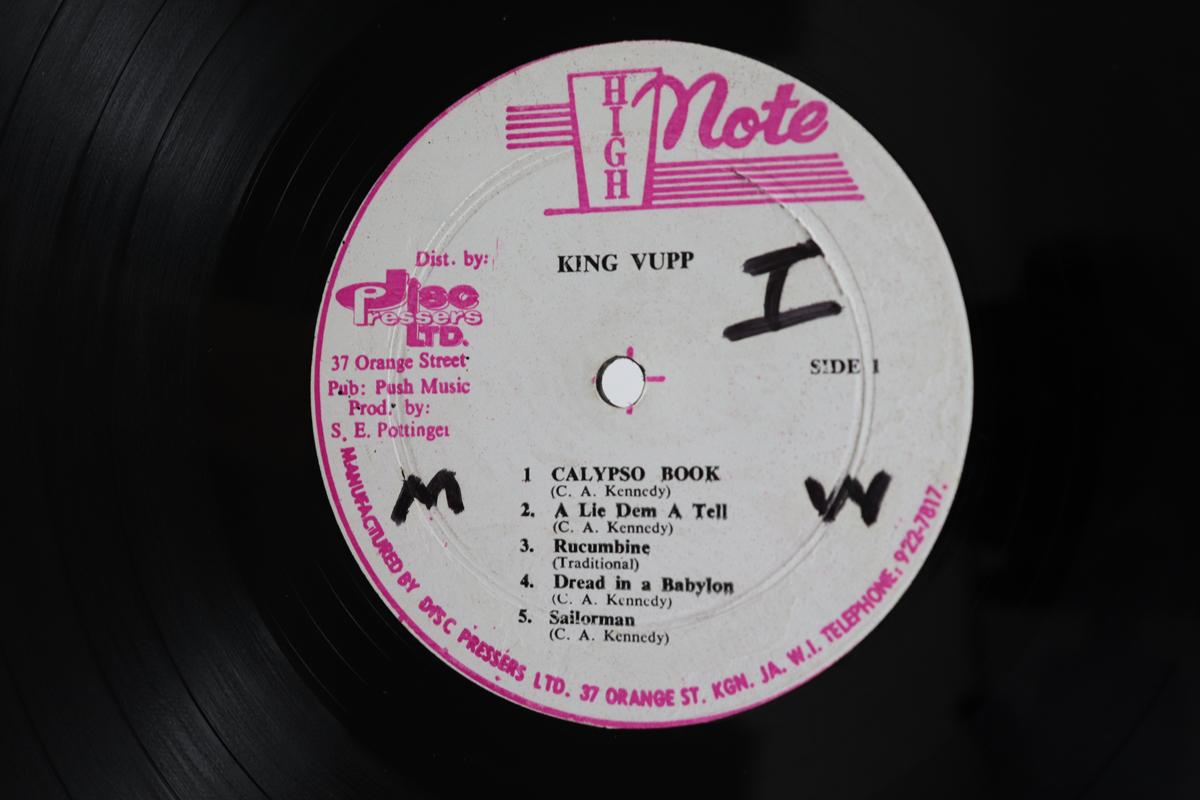 HIGH Note
KING VUPP
I
SIDE 1
Dist. by:
Disc
Pressers
LTD.
37 Orange Street
Pub: Push Music
Prod. by:
S. E. Pottinger
M
W
1 CALYPSO BOOK
(C. A. Kennedy)
2. A Lie Dem A Tell
(C. A. Kennedy)
3. Rucumbine
(Traditional)
4. Dread in a Babylon
(C. A. Kennedy)
5. Sailorman
(C. A. Kennedy)
MANUFACTURED BY DISC PRESSERS LTD. 37 ORANGE ST. KGN. JA. W.I. TELEPHONE: 922-7817.